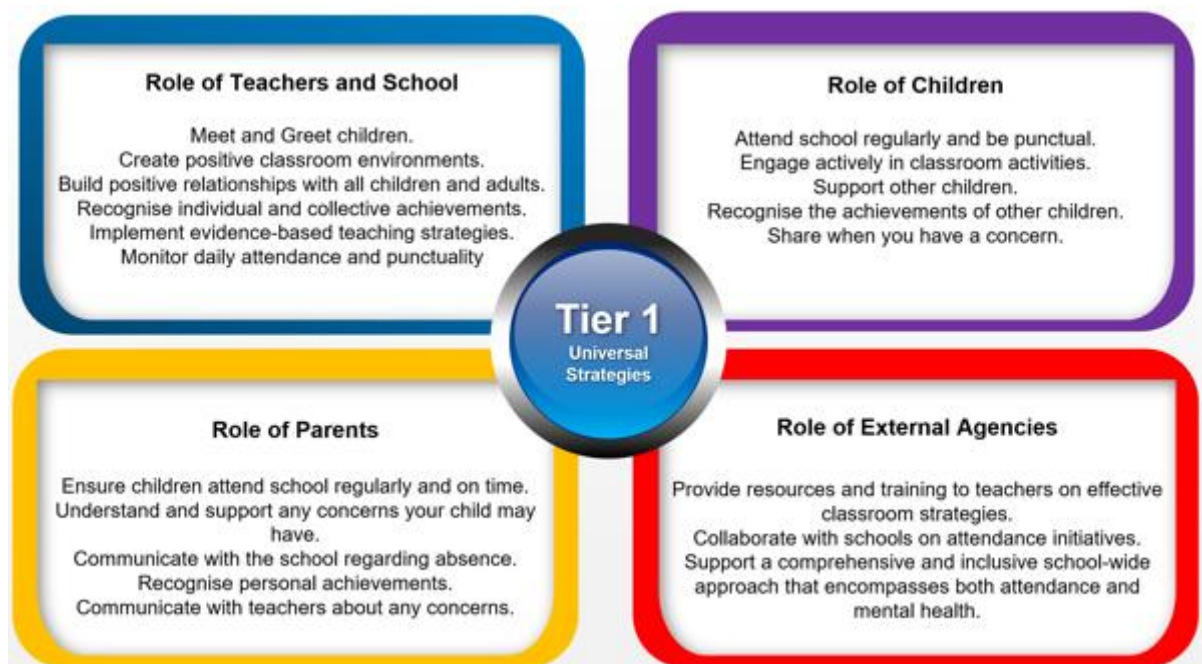 Role of Teachers and School
Meet and Greet children.
Create positive classroom environments.
Build positive relationships with all children and adults.
Recognise individual and collective achievements.
Implement evidence-based teaching strategies.
Monitor daily attendance and punctuality
Role of Children
Attend school regularly and be punctual.
Engage actively in classroom activities.
Support other children.
Recognise the achievements of other children.
Share when you have a concern.
Tier 1
Universal
Strategies
Role of Parents
Ensure children attend school regularly and on time.
Understand and support any concerns your child may
have.
Communicate with the school regarding absence.
Recognise personal achievements.
Communicate with teachers about any concerns.
Role of External Agencies
Provide resources and training to teachers on effective
classroom strategies.
Collaborate with schools on attendance initiatives.
Support a comprehensive and inclusive school-wide
approach that encompasses both attendance and
mental health.